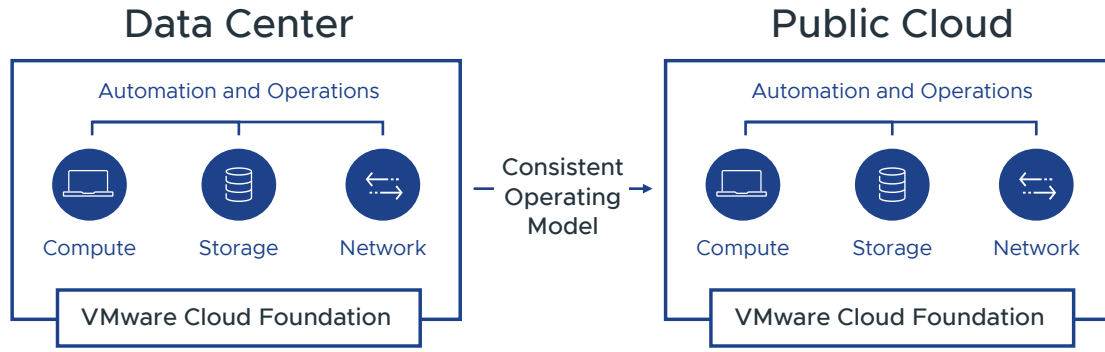 Data Center
Automation and Operations
Compute
Storage
Network
VMware Cloud Foundation
Consistent
Operating
Model
Public Cloud
Automation and Operations
Compute
Storage
Network
VMware Cloud Foundation